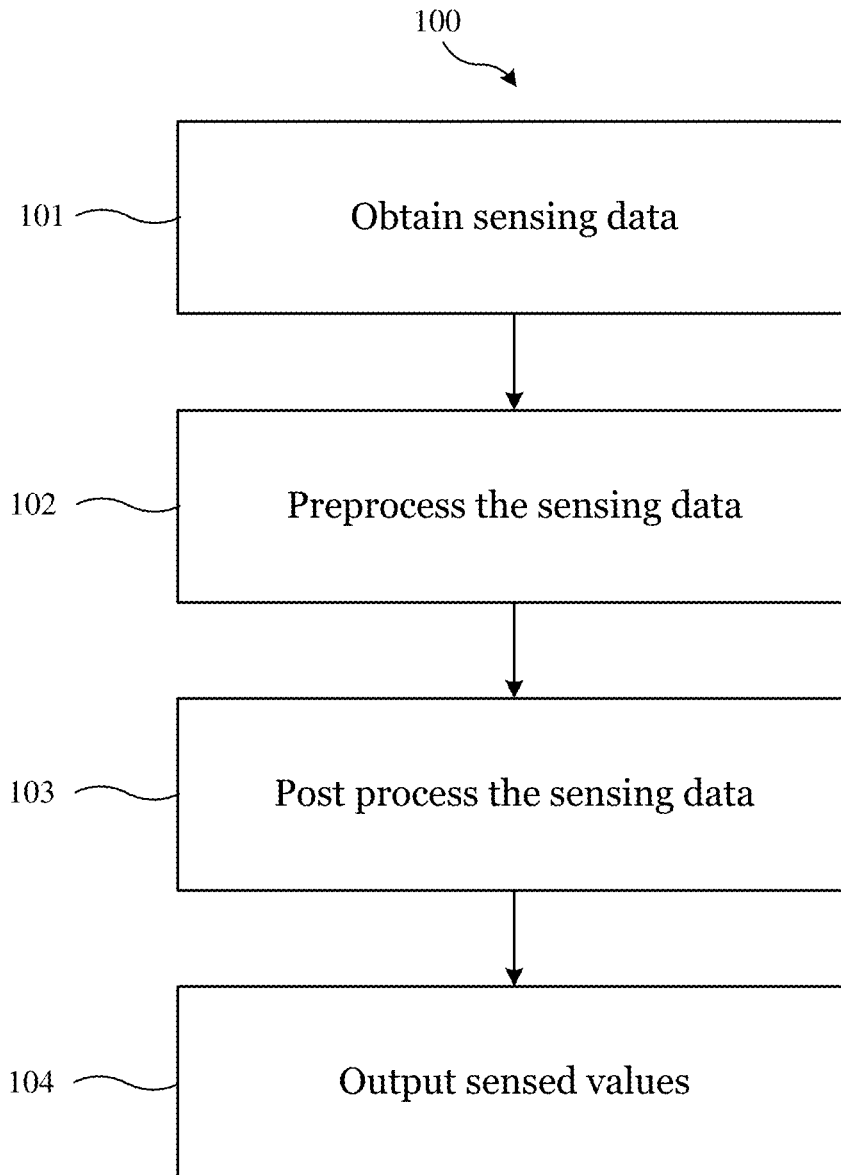 100
101
Obtain sensing data
102
Preprocess the sensing data
103
Post process the sensing data
104
Output sensed values